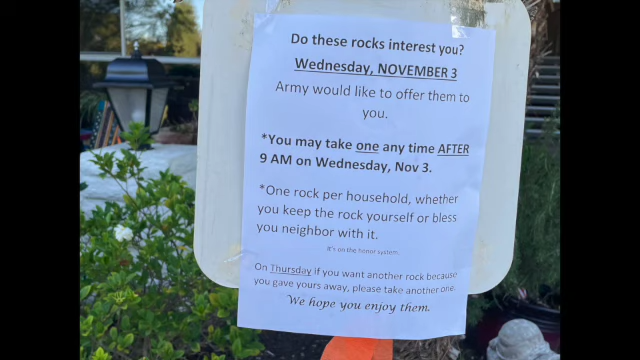 Do these rocks interest you?
Wednesday, NOVEMBER 3
Army would like to offer them to
you.
*You may take one any time AFTER
9 AM on Wednesday, Nov 3.
*One rock per household, whether
you keep the rock yourself or bless
you neighbor with it.
It's on the honor system.
On Thursday if you want another rock because
you gave yours away, please take another one.
We hope you enjoy them.